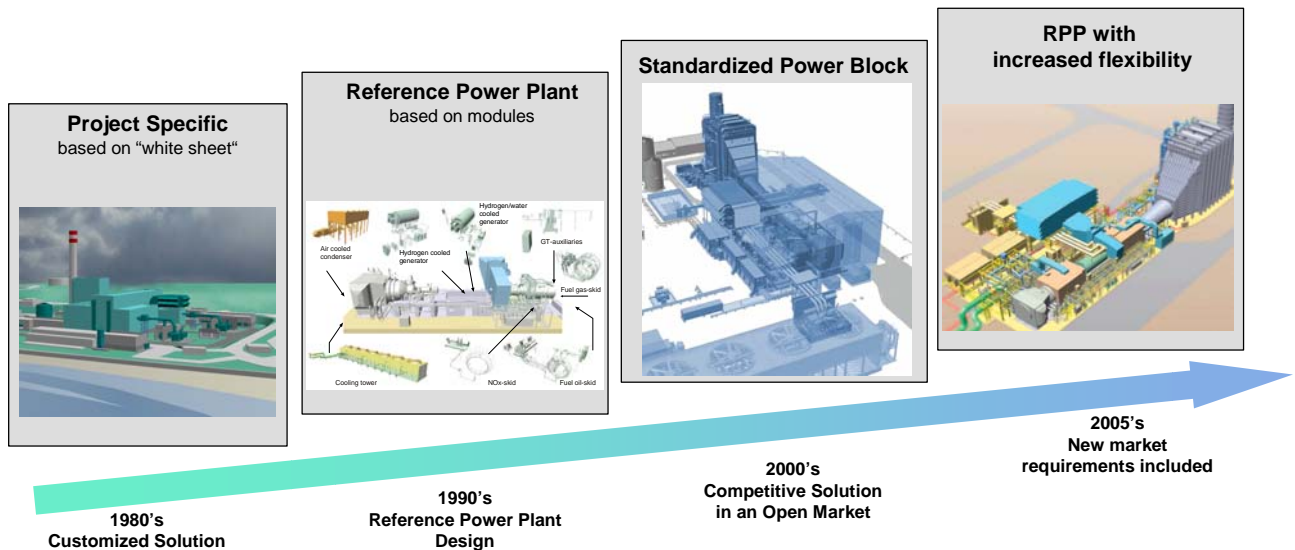 Project Specific
based on “white sheet“
Reference Power Plant
based on modules
Hydrogen/water
cooled
generator
Air cooled
condenser
Hydrogen cooled
generator
GT-auxiliaries
Fuel gas-skid
Cooling tower
NOx-skid
Fuel oil-skid
Standardized Power Block
RPP with
increased flexibility
1980’s
Customized Solution
1990’s
Reference Power Plant
Design
2000’s
Competitive Solution
in an Open Market
2005’s
New market
requirements included